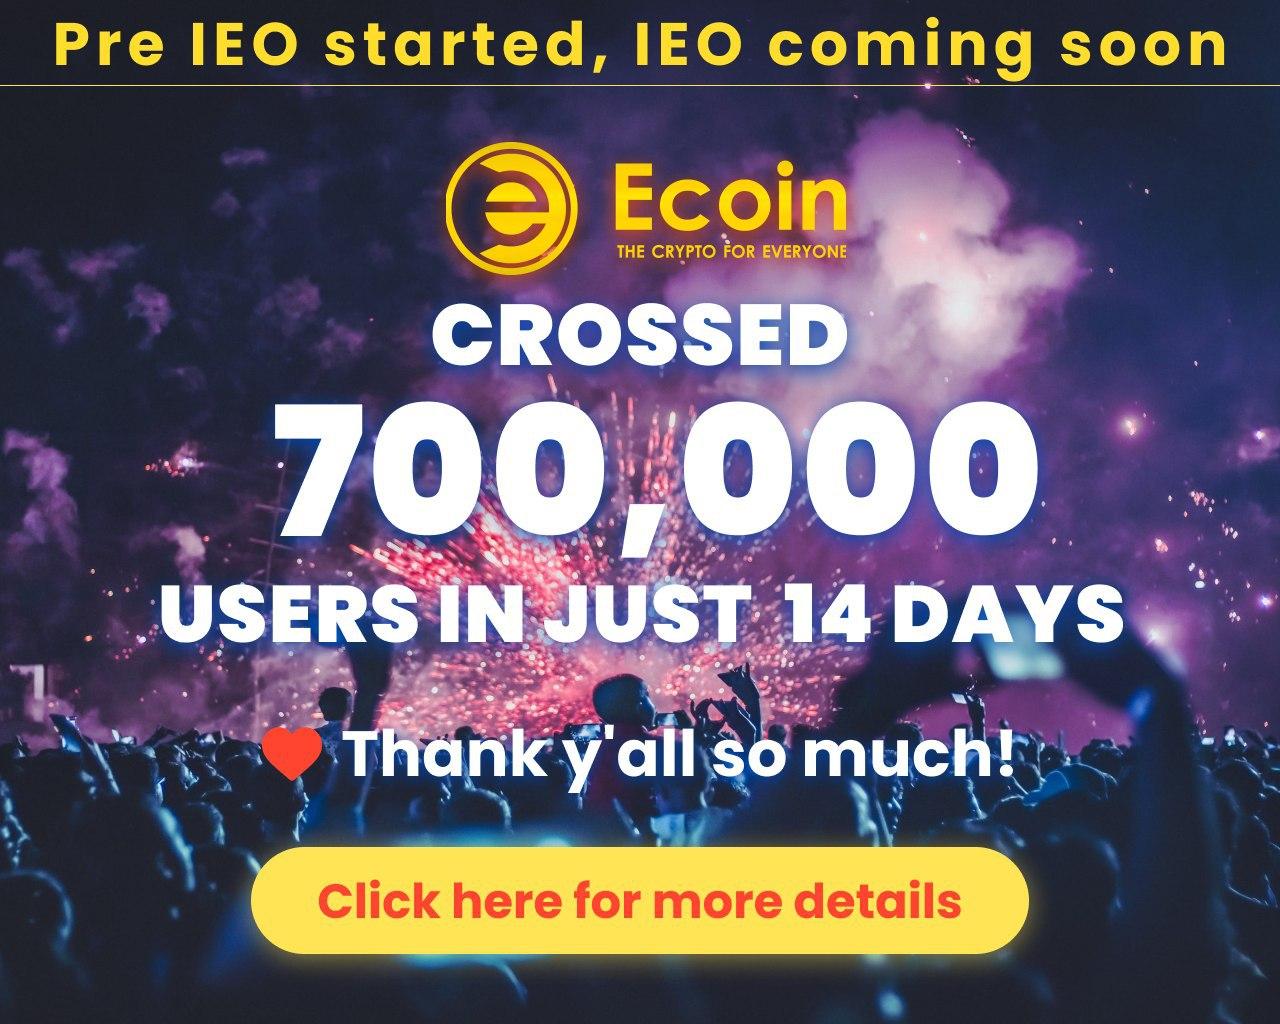 Pre IEO started, IEO coming soon
Ecoin
THE CRYPTO FOR EVERYONE
CROSSED
700,000
USERS IN JUST 14 DAYS
Thank y'all so much!
Click here for more details